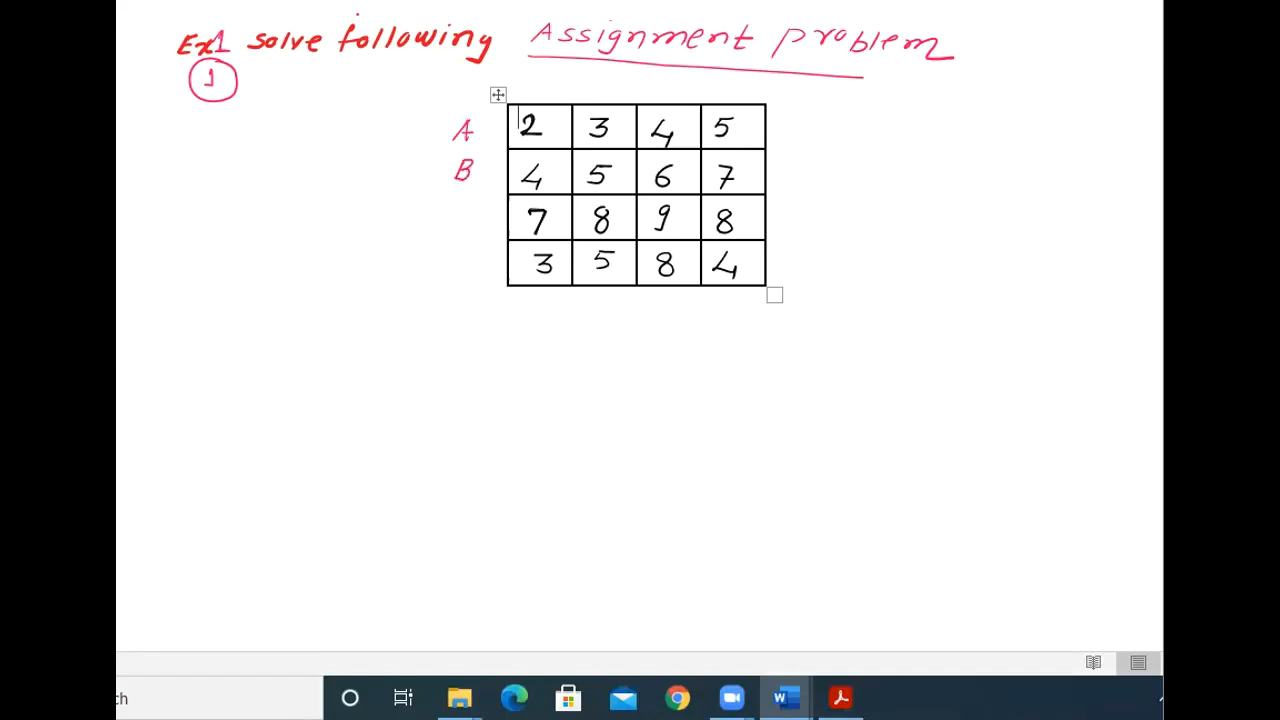 Ex1 solve following Assignment problem
1
A 2 3 4 5
B 4 5 6 7
7 8 9 8
3 5 8 4
ch